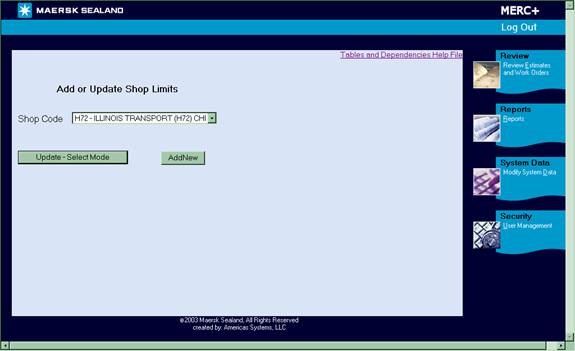 MAERSK SEALAND
MERC+
Log Out
Tables and Dependencies Help File
Add or Update Shop Limits
Shop Code H72 - ILLINOIS TRANSPORT (H72) CHI
Update - Select Mode
AddNew
Review
Review Estimates
and Work Orders
Reports
Reports
System Data
Modify System Data
Security
User Management
©2003 Maersk Sealand, All Rights Reserved
created by: Americas Systems, LLC